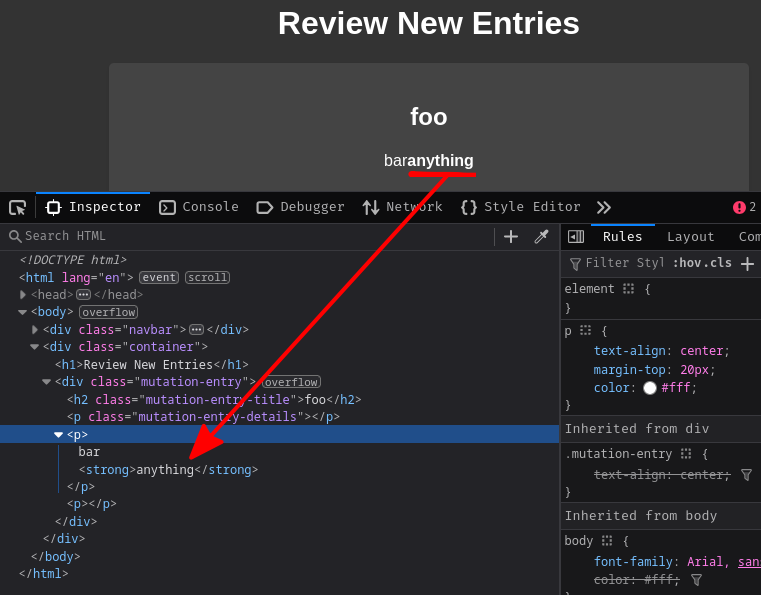 Review New Entries
foo
baranything
Inspector Console Debugger Network Style Editor 2
Search HTML
<!DOCTYPE html>
<html lang="en"> event scroll
<head> ••• </head>
<body> overflow
<div class="navbar"> ••• </div>
<div class="container">
<h1>Review New Entries</h1>
<div class="mutation-entry"> overflow
<h2 class="mutation-entry-title">foo</h2>
<p class="mutation-entry-details"></p>
<p>
bar
<strong>anything</strong>
</p>
<p></p>
</div>
</div>
</body>
</html>
Rules Layout Com
Filter Styl :hov .cls +
element {
}
p {
text-align: center;
margin-top: 20px;
color: #fff;
}
Inherited from div
.mutation-entry {
text-align: center;
}
Inherited from body
body {
font-family: Arial, sans
color: #fff;
}